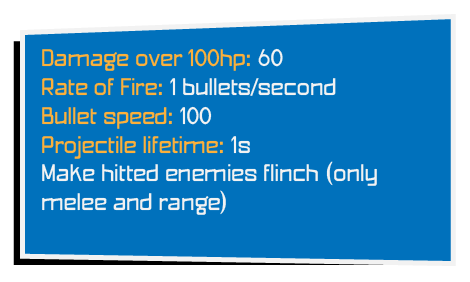 Damage over 100hp: 60
Rate of Fire: 1 bullets/second
Bullet speed: 100
Projectile lifetime: 1s
Make hitted enemies flinch (only
melee and range)